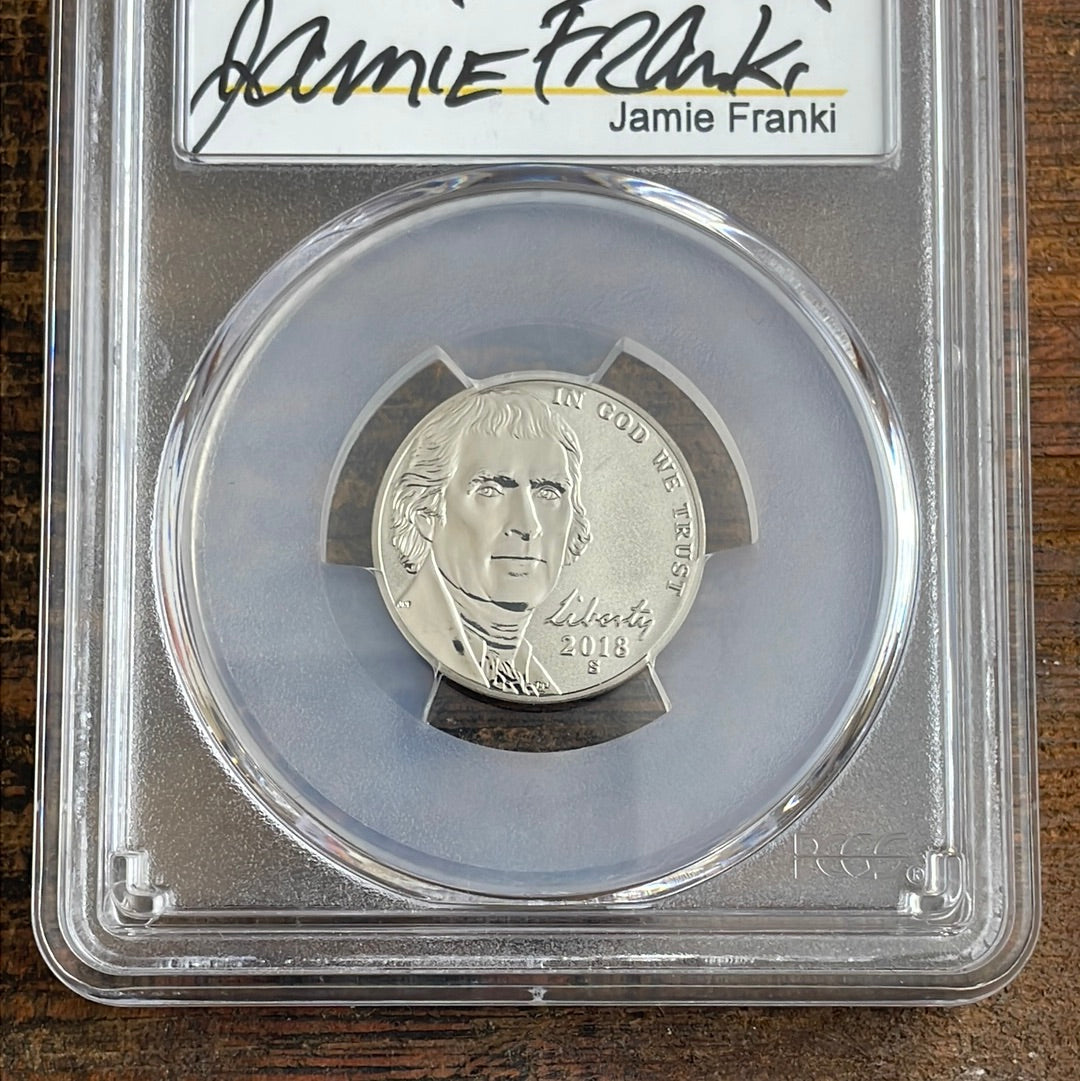 Jamie Franki
Jamie Franki
IN GOD WE TRUST
Liberty
2018
S
PCGS®